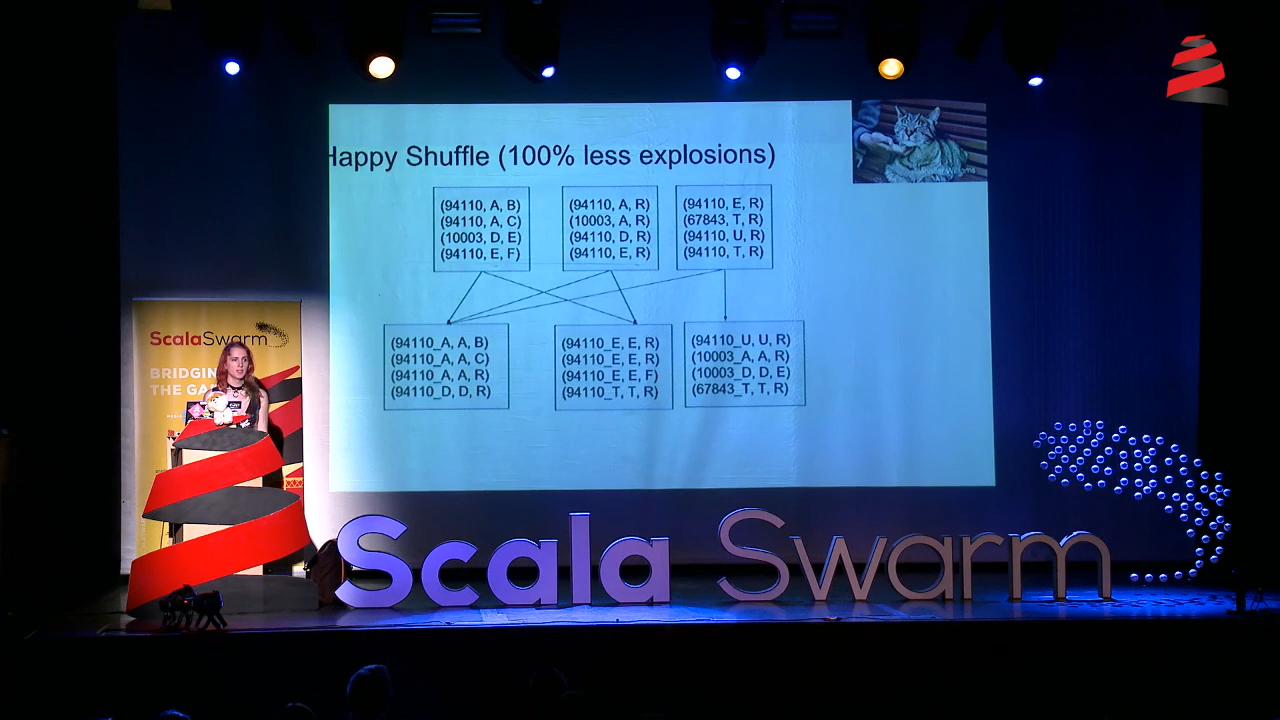 Happy Shuffle (100% less explosions)
(94110, A, B)
(94110, A, C)
(10003, D, E)
(94110, E, F)
(94110, A, R)
(10003, A, R)
(94110, D, R)
(94110, E, R)
(94110, E, R)
(67843, T, R)
(94110, U, R)
(94110, T, R)
(94110_A, A, B)
(94110_A, A, C)
(94110_A, A, R)
(94110_D, D, R)
(94110_E, E, R)
(94110_E, E, R)
(94110_E, E, F)
(94110_T, T, R)
(94110_U, U, R)
(10003_A, A, R)
(10003_D, D, E)
(67843_T, T, R)
ScalaSwarm
BRIDGIN
THE GA
Scala Swarm